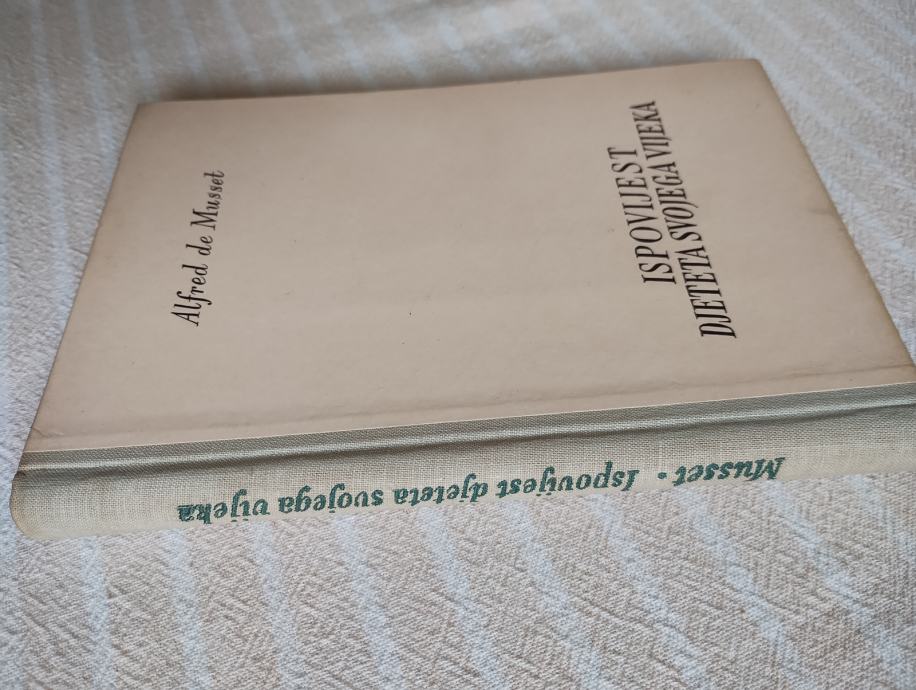 Alfred de Musset
ISPOVIJEST
DJETETA SVOJEGA VIJEKA
Musset • Ispovijest djeteta svojega vijeka